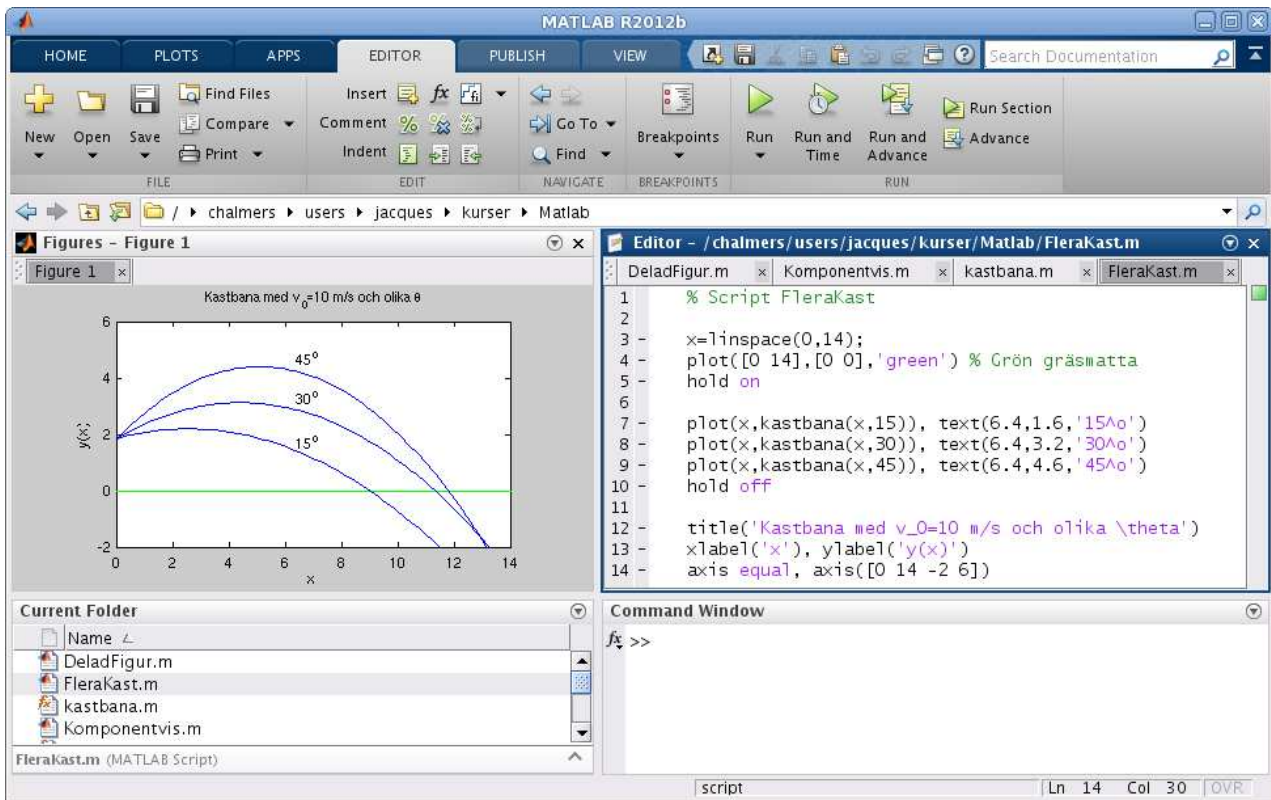 MATLAB R2012b
HOME PLOTS APPS EDITOR PUBLISH VIEW Search Documentation
New Open Save Find Files Compare Print
FILE
Insert fx fi
Comment
Indent
EDIT
Go To
Find
NAVIGATE
Breakpoints
BREAKPOINTS
Run Run and Time Run and Advance Run Section Advance
RUN
/ chalmers users jacques kurser Matlab
Figures - Figure 1
Figure 1
Kastbana med v_0=10 m/s och olika θ
6
4
2
0
-2
y(x)
45°
30°
15°
0 2 4 6 8 10 12 14
x
Editor - /chalmers/users/jacques/kurser/Matlab/FleraKast.m
DeladFigur.m Komponentvis.m kastbana.m FleraKast.m
1 % Script FleraKast
2
3 - x=linspace(0,14);
4 - plot([0 14],[0 0],'green') % Grön gräsmatta
5 - hold on
6
7 - plot(x,kastbana(x,15)), text(6.4,1.6,'15^o')
8 - plot(x,kastbana(x,30)), text(6.4,3.2,'30^o')
9 - plot(x,kastbana(x,45)), text(6.4,4.6,'45^o')
10 - hold off
11
12 - title('Kastbana med v_0=10 m/s och olika \theta')
13 - xlabel('x'), ylabel('y(x)')
14 - axis equal, axis([0 14 -2 6])
Current Folder
Name
DeladFigur.m
FleraKast.m
kastbana.m
Komponentvis.m
FleraKast.m (MATLAB Script)
Command Window
fx >>
script Ln 14 Col 30 OVR